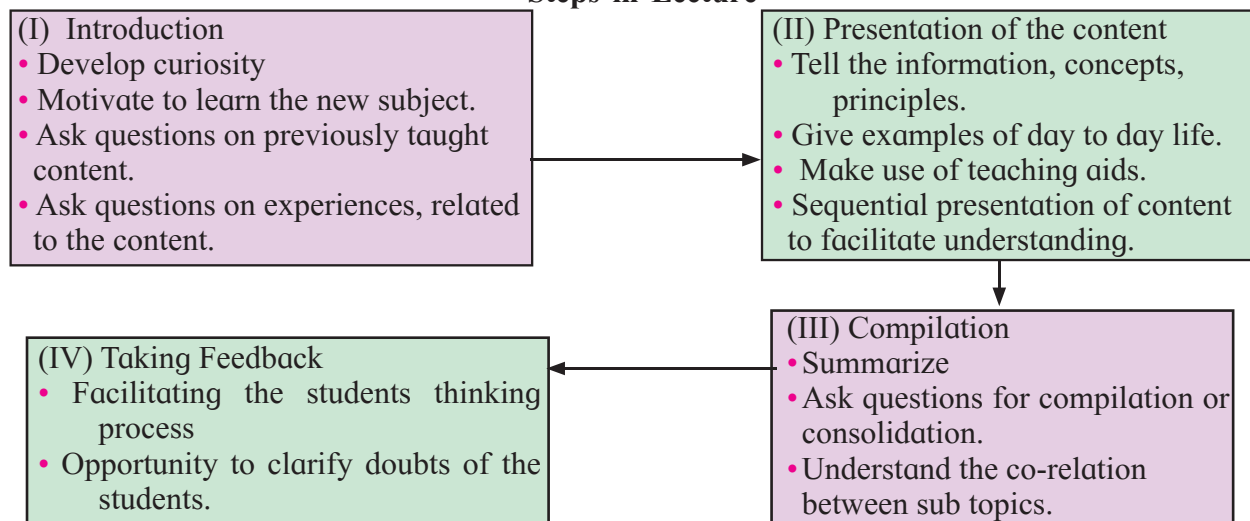 Steps in Lecture
(I) Introduction
• Develop curiosity
• Motivate to learn the new subject.
• Ask questions on previously taught
content.
• Ask questions on experiences, related
to the content.
(II) Presentation of the content
• Tell the information, concepts,
principles.
• Give examples of day to day life.
• Make use of teaching aids.
• Sequential presentation of content
to facilitate understanding.
(III) Compilation
• Summarize
• Ask questions for compilation or
consolidation.
• Understand the co-relation
between sub topics.
(IV) Taking Feedback
• Facilitating the students thinking
process
• Opportunity to clarify doubts of the
students.